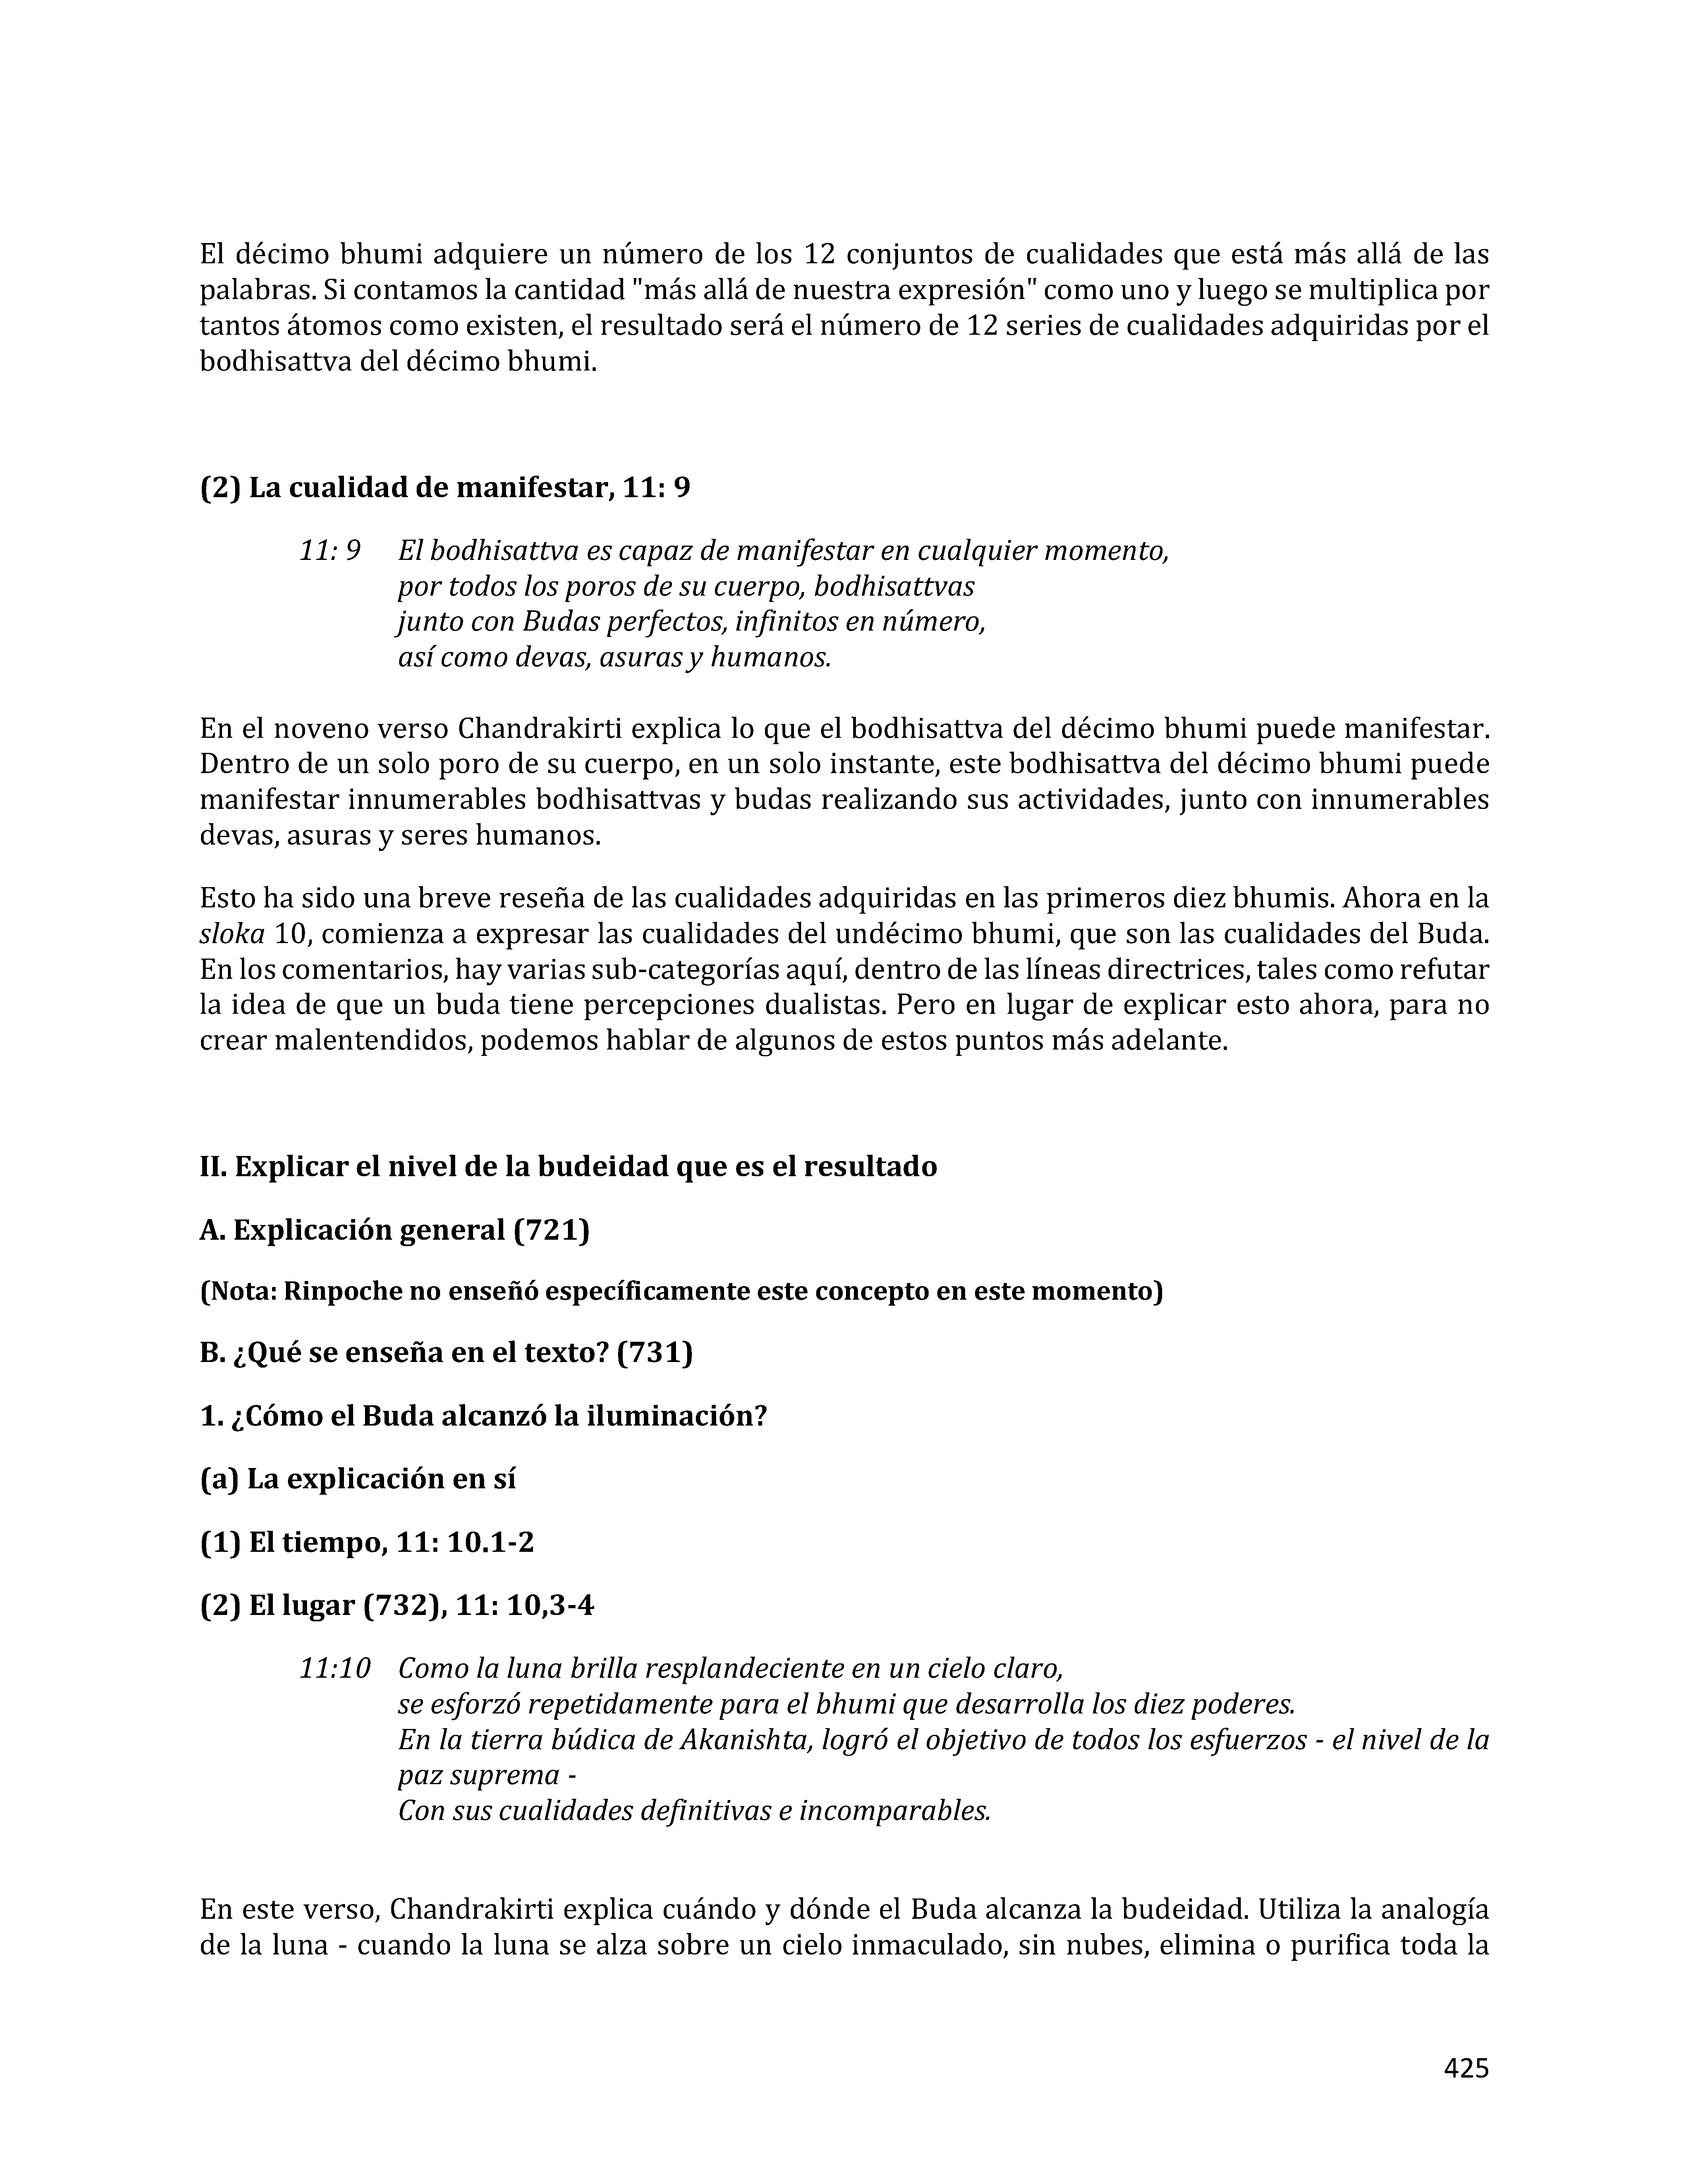 El décimo bhumi adquiere un número de los 12 conjuntos de cualidades que está más allá de las
palabras. Si contamos la cantidad "más allá de nuestra expresión" como uno y luego se multiplica por
tantos átomos como existen, el resultado será el número de 12 series de cualidades adquiridas por el
bodhisattva del décimo bhumi.
(2) La cualidad de manifestar, 11: 9
11: 9 El bodhisattva es capaz de manifestar en cualquier momento,
por todos los poros de su cuerpo, bodhisattvas
junto con Budas perfectos, infinitos en número,
así como devas, asuras y humanos.
En el noveno verso Chandrakirti explica lo que el bodhisattva del décimo bhumi puede manifestar.
Dentro de un solo poro de su cuerpo, en un solo instante, este bodhisattva del décimo bhumi puede
manifestar innumerables bodhisattvas y budas realizando sus actividades, junto con innumerables
devas, asuras y seres humanos.
Esto ha sido una breve reseña de las cualidades adquiridas en las primeros diez bhumis. Ahora en la
sloka 10, comienza a expresar las cualidades del undécimo bhumi, que son las cualidades del Buda.
En los comentarios, hay varias sub-categorías aquí, dentro de las líneas directrices, tales como refutar
la idea de que un buda tiene percepciones dualistas. Pero en lugar de explicar esto ahora, para no
crear malentendidos, podemos hablar de algunos de estos puntos más adelante.
II. Explicar el nivel de la budeidad que es el resultado
A. Explicación general (721)
(Nota: Rinpoche no enseñó específicamente este concepto en este momento)
B. ¿Qué se enseña en el texto? (731)
1. ¿Cómo el Buda alcanzó la iluminación?
(a) La explicación en sí
(1) El tiempo, 11: 10.1-2
(2) El lugar (732), 11: 10,3-4
11:10 Como la luna brilla resplandeciente en un cielo claro,
se esforzó repetidamente para el bhumi que desarrolla los diez poderes.
En la tierra búdica de Akanishta, logró el objetivo de todos los esfuerzos - el nivel de la
paz suprema -
Con sus cualidades definitivas e incomparables.
En este verso, Chandrakirti explica cuándo y dónde el Buda alcanza la budeidad. Utiliza la analogía
de la luna - cuando la luna se alza sobre un cielo inmaculado, sin nubes, elimina o purifica toda la
425